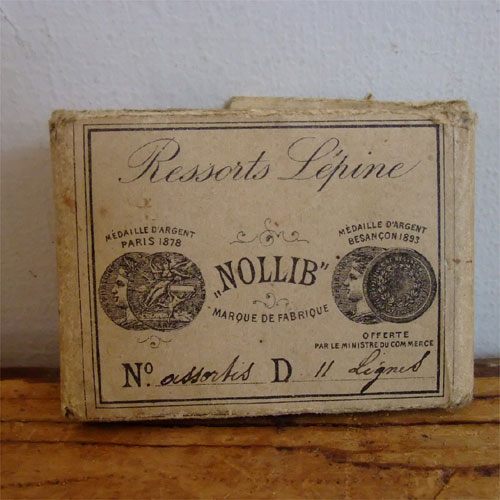 Ressorts Lépine
MÉDAILLE D'ARGENT
PARIS 1878
„NOLLIB"
MARQUE DE FABRIQUE
MÉDAILLE D'ARGENT
BESANÇON 1893
OFFERTE
PAR LE MINISTRE DU COMMERCE
No. assortis D 11 Lignes